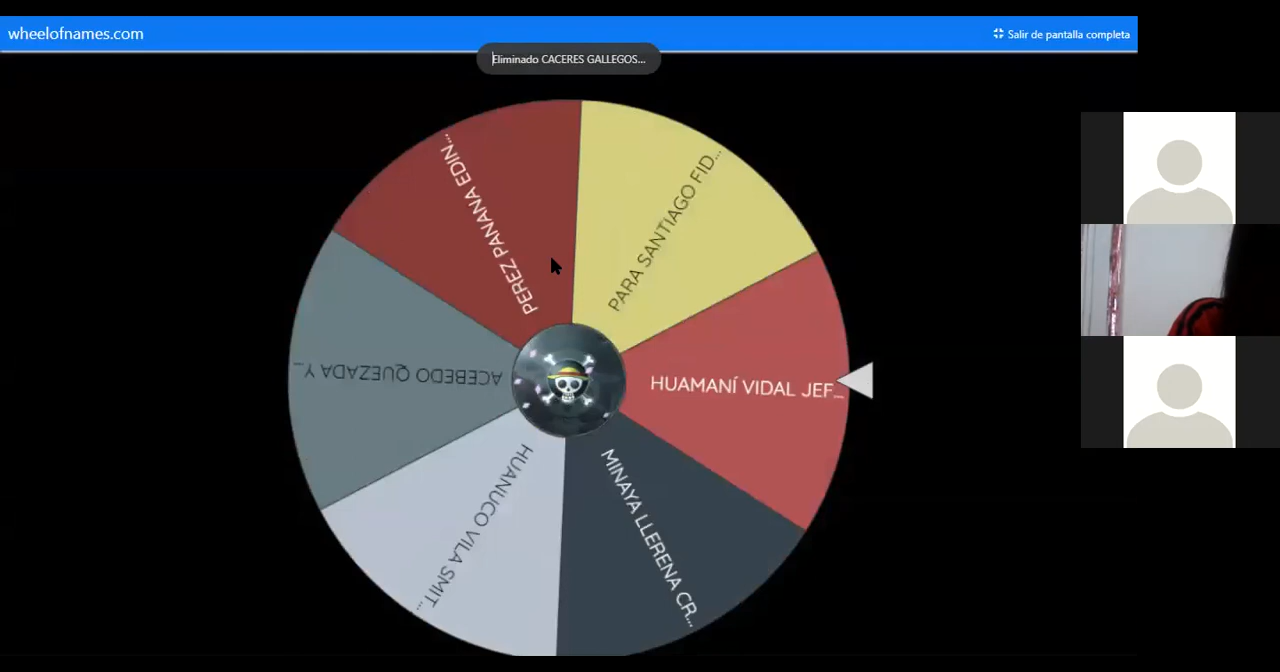 wheelofnames.com
Salir de pantalla completa
Eliminado CACERES GALLEGOS...
PEREZ PANANA EDIN...
PARA SANTIAGO FID...
HUAMANÍ VIDAL JEF...
MINAYA LLERENA CR...
HUANUCO VILA SMIT...
ACEBEDO QUEZADA Y...